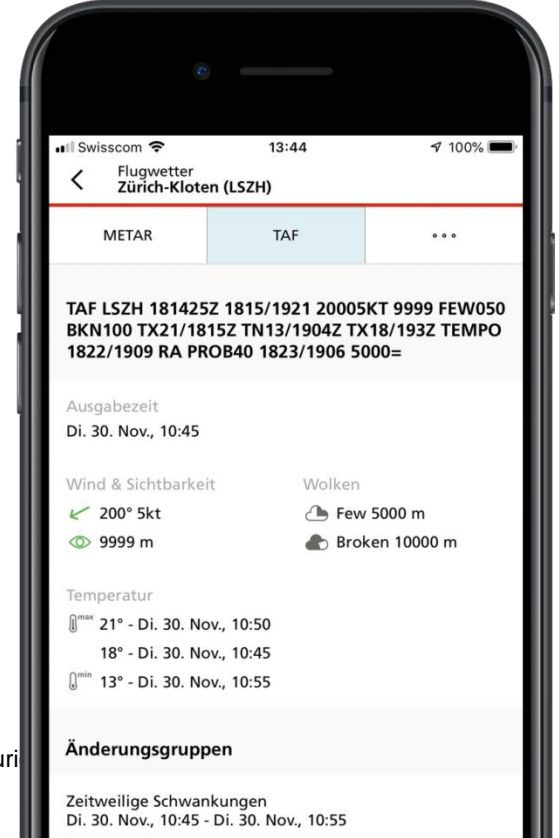 Swisscom 13:44 100%
Flugwetter
Zürich-Kloten (LSZH)
METAR TAF
TAF LSZH 181425Z 1815/1921 20005KT 9999 FEW050
BKN100 TX21/1815Z TN13/1904Z TX18/193Z TEMPO
1822/1909 RA PROB40 1823/1906 5000=
Ausgabezeit
Di. 30. Nov., 10:45
Wind & Sichtbarkeit Wolken
200° 5kt Few 5000 m
9999 m Broken 10000 m
Temperatur
max 21° - Di. 30. Nov., 10:50
18° - Di. 30. Nov., 10:45
min 13° - Di. 30. Nov., 10:55
Änderungsgruppen
Zeitweilige Schwankungen
Di. 30. Nov., 10:45 - Di. 30. Nov., 10:55